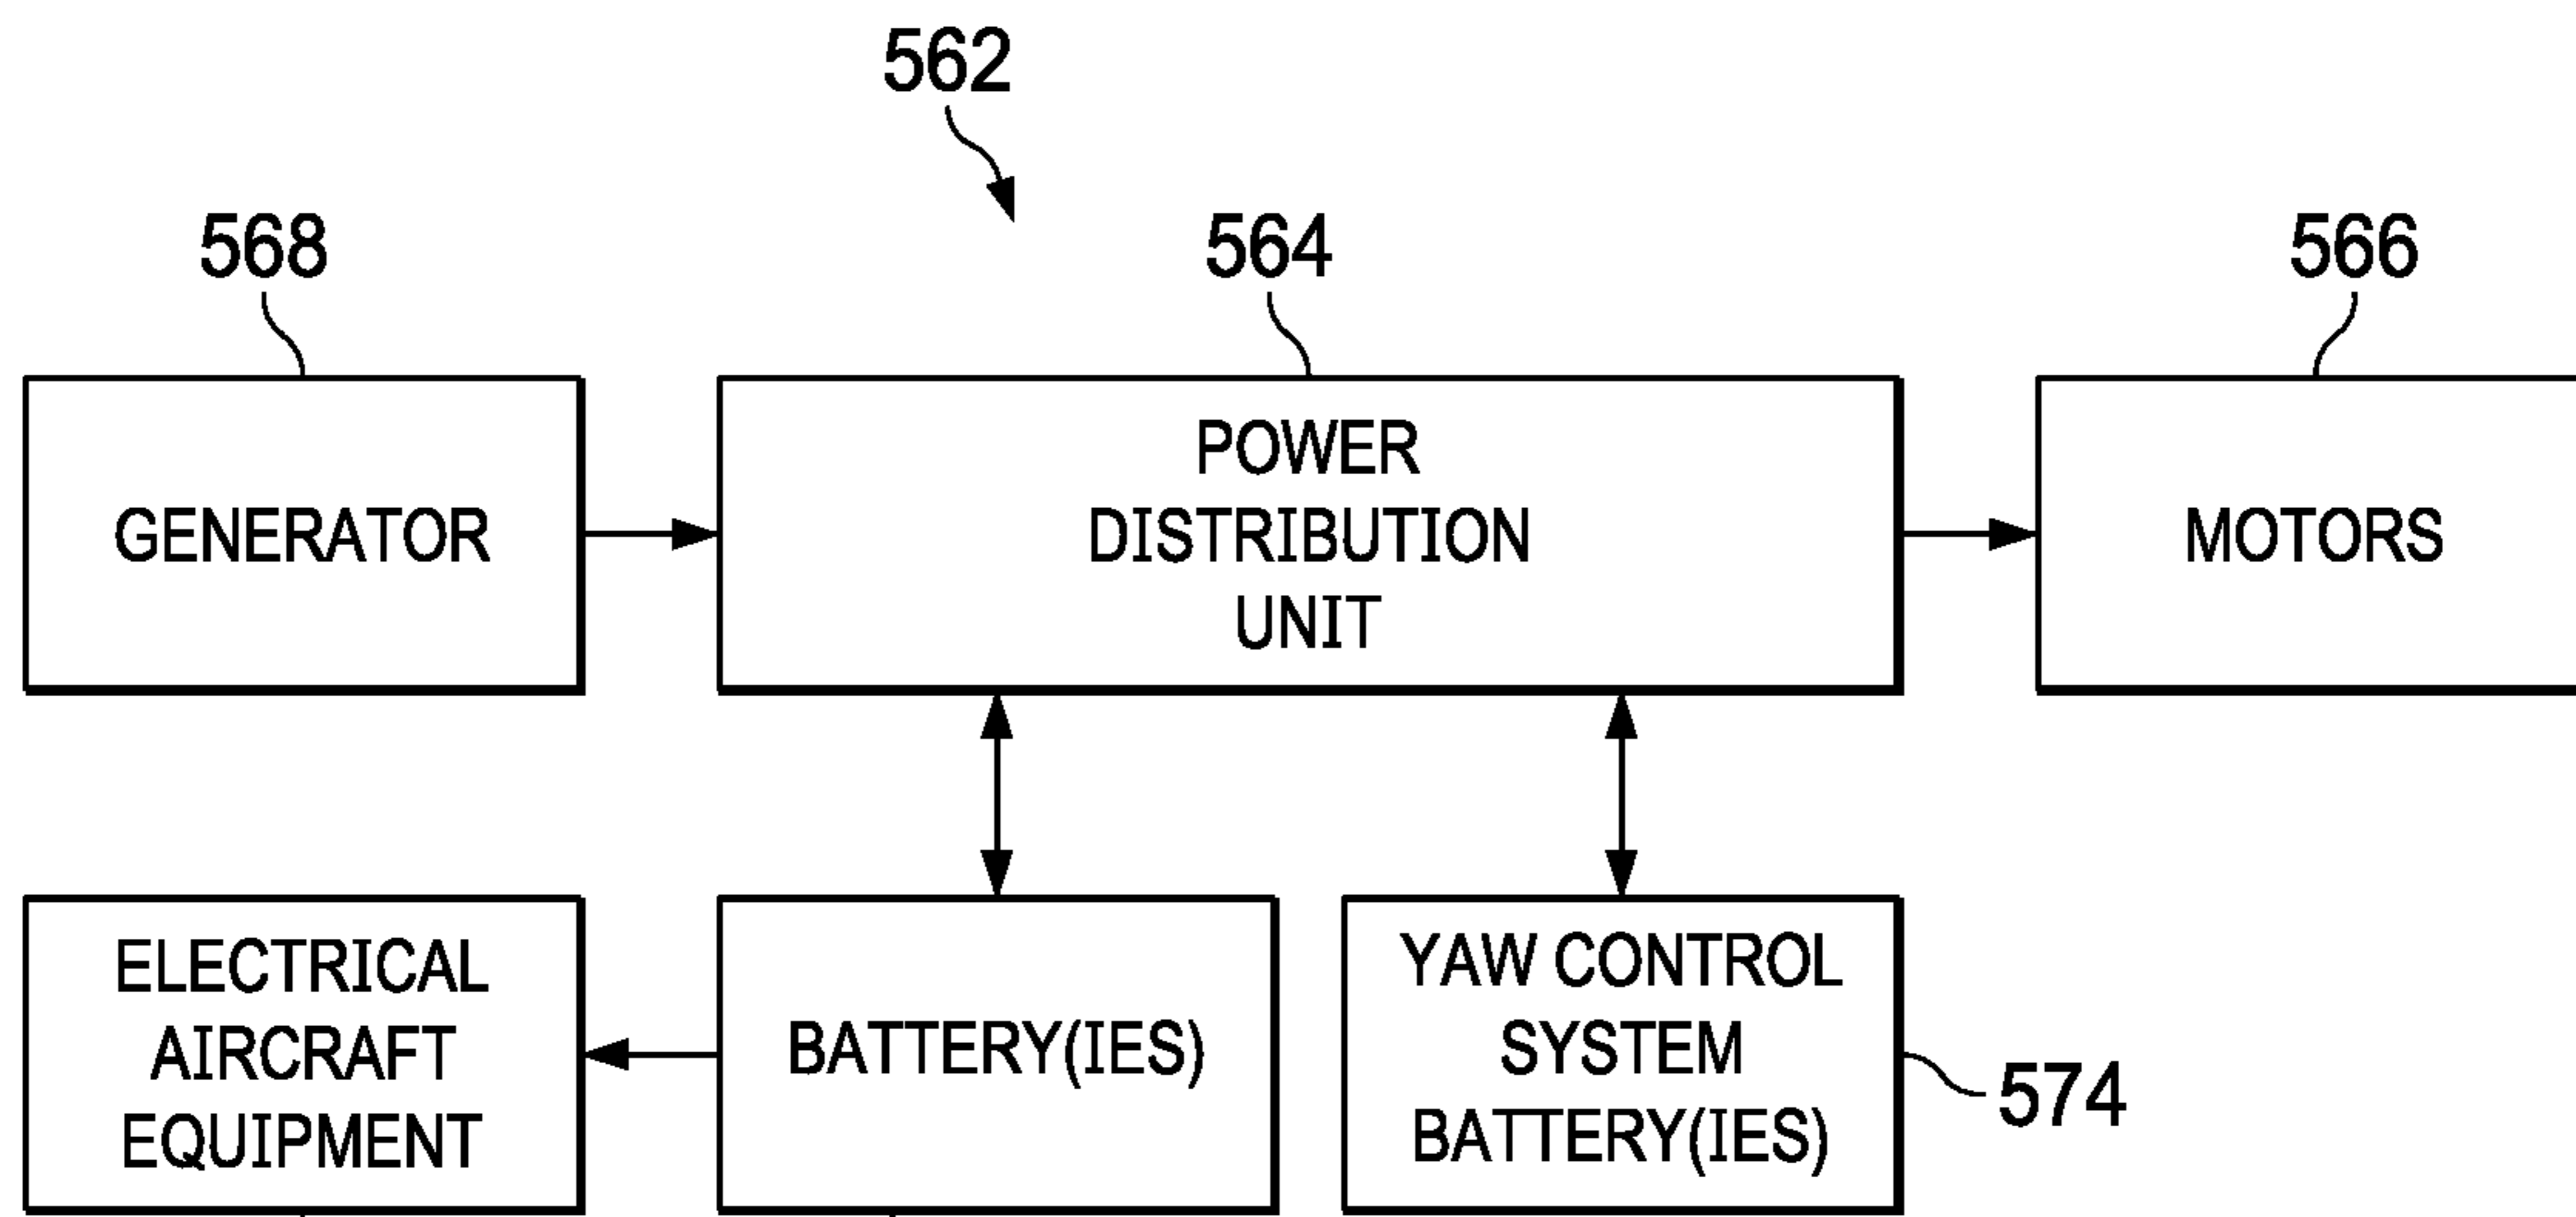 562
568
564
566
GENERATOR
POWER
DISTRIBUTION
UNIT
MOTORS
ELECTRICAL
AIRCRAFT
EQUIPMENT
BATTERY(IES)
YAW CONTROL
SYSTEM
BATTERY(IES)
574